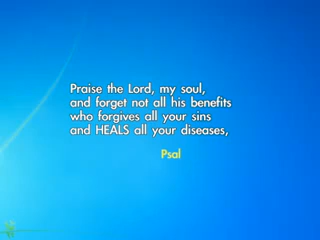 Praise the Lord, my soul,
and forget not all his benefits
who forgives all your sins
and HEALS all your diseases,
Psal